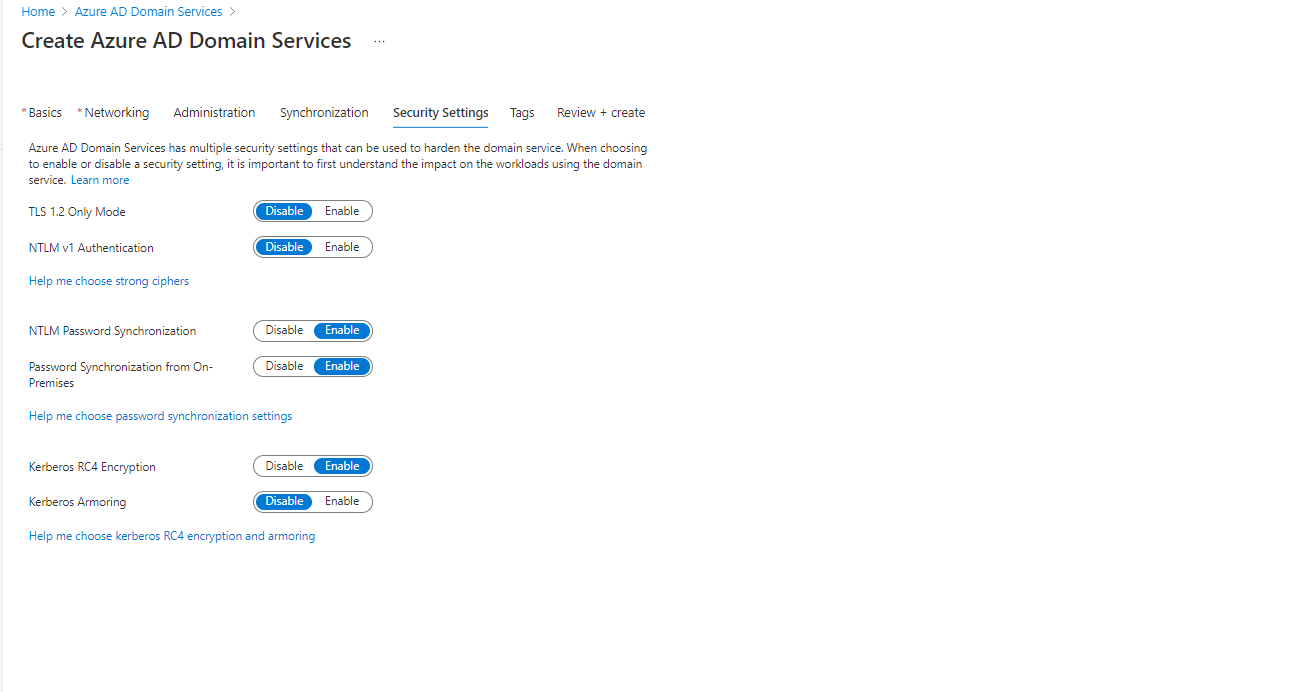 Home > Azure AD Domain Services >
Create Azure AD Domain Services ...
* Basics * Networking Administration Synchronization Security Settings Tags Review + create
Azure AD Domain Services has multiple security settings that can be used to harden the domain service. When choosing
to enable or disable a security setting, it is important to first understand the impact on the workloads using the domain
service. Learn more
TLS 1.2 Only Mode Disable Enable
NTLM v1 Authentication Disable Enable
Help me choose strong ciphers
NTLM Password Synchronization Disable Enable
Password Synchronization from On- Disable Enable
Premises
Help me choose password synchronization settings
Kerberos RC4 Encryption Disable Enable
Kerberos Armoring Disable Enable
Help me choose kerberos RC4 encryption and armoring